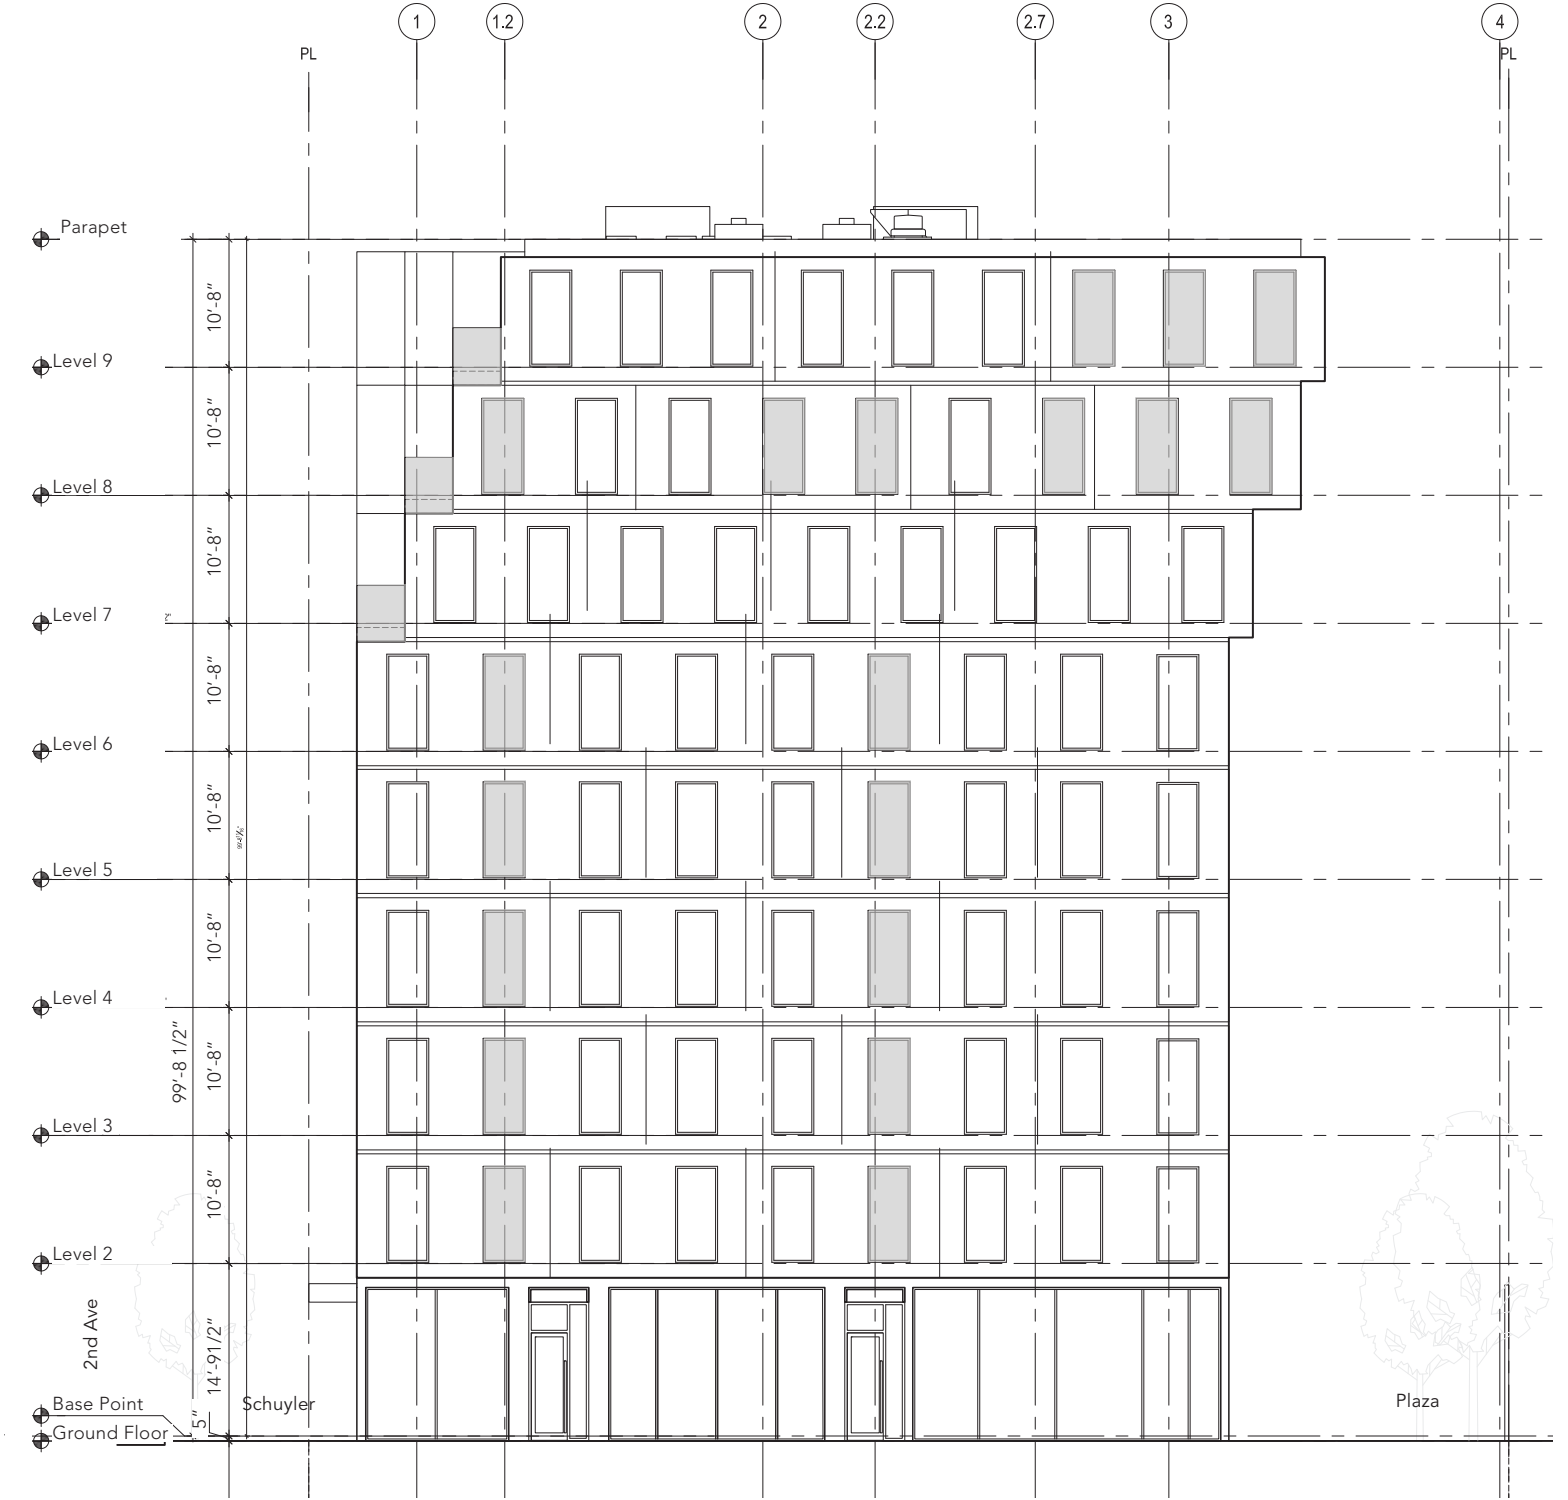 1
1.2
2
2.2
2.7
3
4
PL
PL
Parapet
10'-8"
Level 9
10'-8"
Level 8
10'-8"
Level 7
10'-8"
Level 6
10'-8"
Level 5
10'-8"
Level 4
99'-8 1/2"
10'-8"
Level 3
10'-8"
Level 2
2nd Ave
14'-91/2"
Base Point
5"
Schuyler
Plaza
Ground Floor